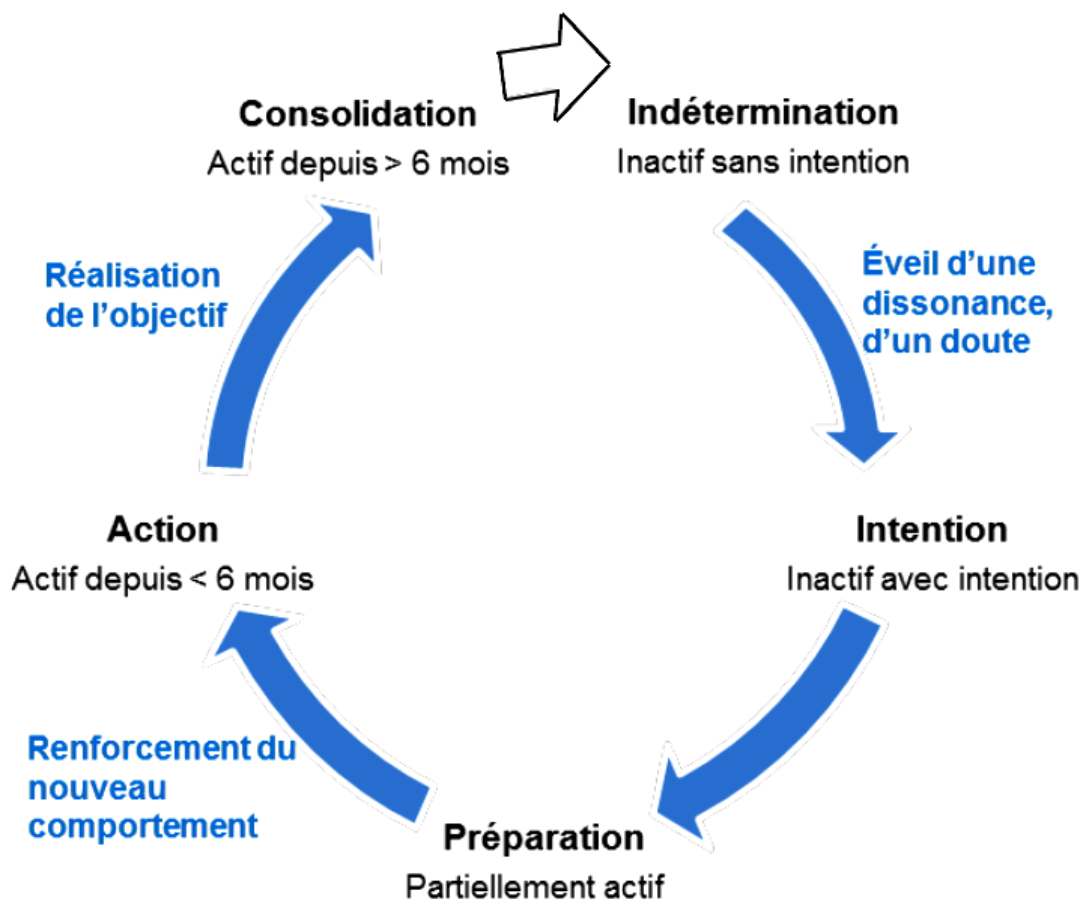 Consolidation
Actif depuis > 6 mois
Indétermination
Inactif sans intention
Éveil d’une
dissonance,
d’un doute
Intention
Inactif avec intention
Préparation
Partiellement actif
Renforcement du
nouveau
comportement
Action
Actif depuis < 6 mois
Réalisation
de l’objectif